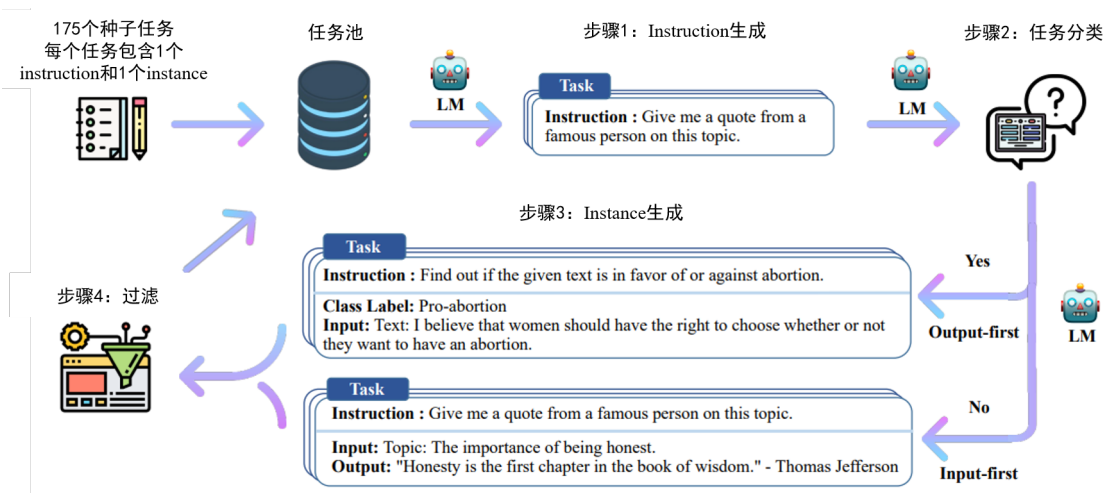 175个种子任务
每个任务包含1个
instruction和1个instance
任务池
LM
步骤1：Instruction生成
Task
Instruction : Give me a quote from a
famous person on this topic.
LM
步骤2：任务分类
?
步骤3：Instance生成
Task
Instruction : Find out if the given text is in favor of or against abortion.
Class Label: Pro-abortion
Input: Text: I believe that women should have the right to choose whether or not
they want to have an abortion.
Yes
Output-first
LM
Task
Instruction : Give me a quote from a famous person on this topic.
Input: Topic: The importance of being honest.
Output: "Honesty is the first chapter in the book of wisdom." - Thomas Jefferson
No
Input-first
步骤4：过滤